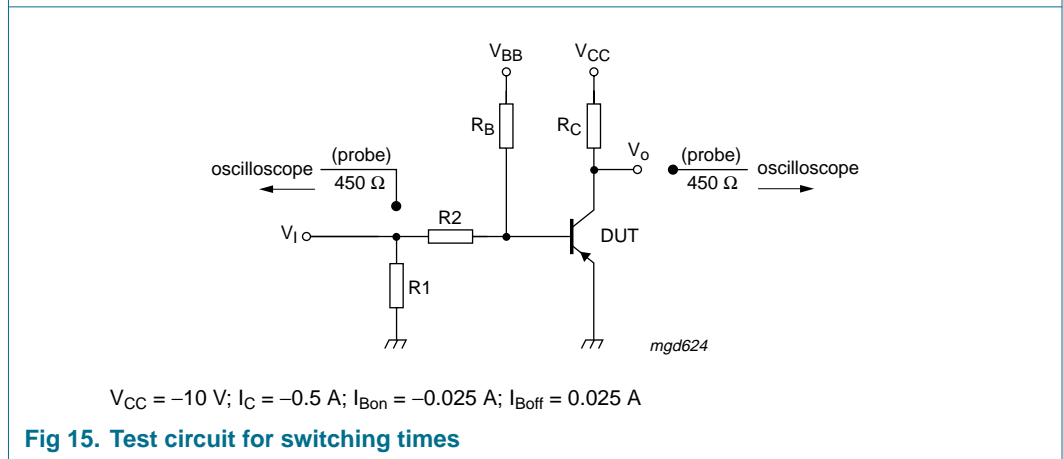 VBB
VCC
RB
RC
Vo
(probe)
450 Ω
oscilloscope
(probe)
450 Ω
oscilloscope
R2
VI
DUT
R1
mgd624
VCC = −10 V; IC = −0.5 A; IBon = −0.025 A; IBoff = 0.025 A
Fig 15. Test circuit for switching times